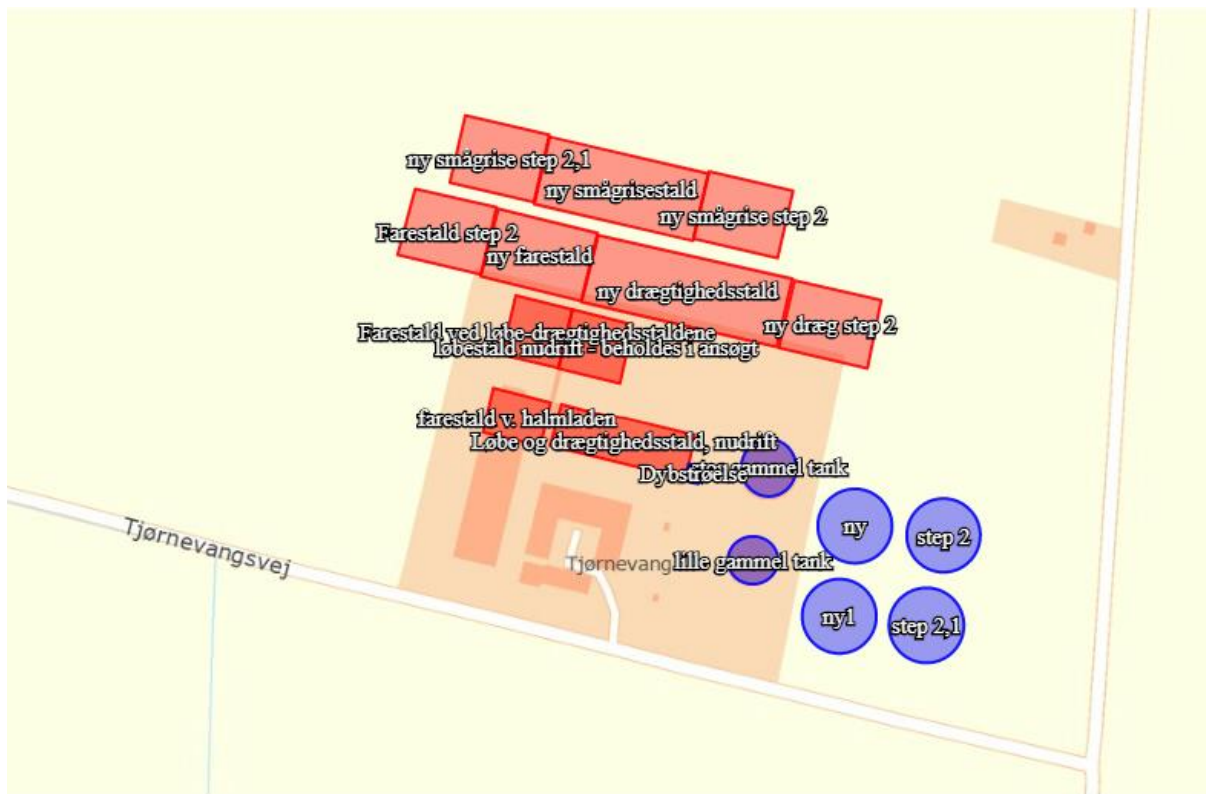 ny smågrise step 2,1
ny smågrisestald
ny smågrise step 2
Farestald step 2
ny farestald
ny drægtighedsstald
ny dræg step 2
Farestald ved løbe-drægtighedsstaldene
løbestald nudrift - beholdes i ansøgt
farestald v. halmladen
Løbe og drægtighedsstald, nudrift
stor gammel tank
Dybstrøelse
ny
step 2
Tjørnevangsvej
Tjørnevang
lille gammel tank
ny1
step 2,1